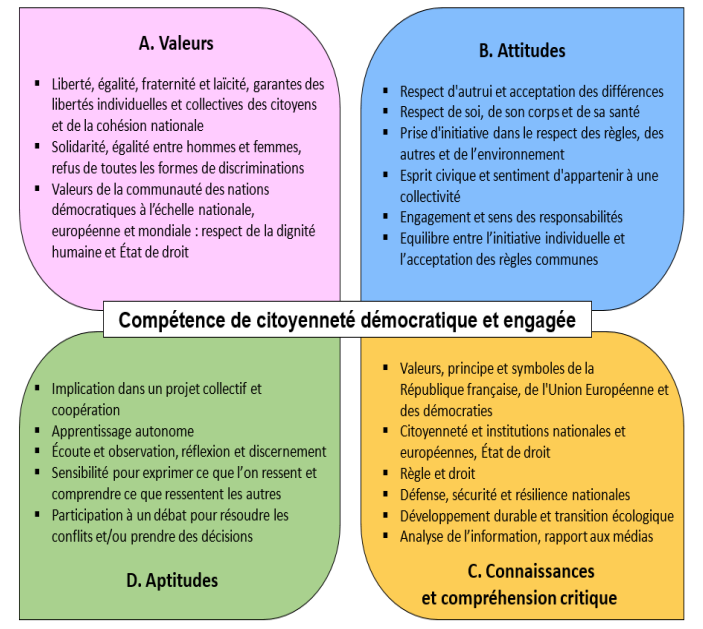 A. Valeurs
▪ Liberté, égalité, fraternité et laïcité, garantes des
libertés individuelles et collectives des citoyens
et de la cohésion nationale
▪ Solidarité, égalité entre hommes et femmes,
refus de toutes les formes de discriminations
▪ Valeurs de la communauté des nations
démocratiques à l’échelle nationale,
européenne et mondiale : respect de la dignité
humaine et État de droit
B. Attitudes
▪ Respect d'autrui et acceptation des différences
▪ Respect de soi, de son corps et de sa santé
▪ Prise d'initiative dans le respect des règles, des
autres et de l’environnement
▪ Esprit civique et sentiment d'appartenir à une
collectivité
▪ Engagement et sens des responsabilités
▪ Equilibre entre l’initiative individuelle et
l’acceptation des règles communes
Compétence de citoyenneté démocratique et engagée
▪ Implication dans un projet collectif et
coopération
▪ Apprentissage autonome
▪ Écoute et observation, réflexion et discernement
▪ Sensibilité pour exprimer ce que l’on ressent et
comprendre ce que ressentent les autres
▪ Participation à un débat pour résoudre les
conflits et/ou prendre des décisions
D. Aptitudes
▪ Valeurs, principe et symboles de la
République française, de l'Union Européenne et
des démocraties
▪ Citoyenneté et institutions nationales et
européennes, État de droit
▪ Règle et droit
▪ Défense, sécurité et résilience nationales
▪ Développement durable et transition écologique
▪ Analyse de l’information, rapport aux médias
C. Connaissances
et compréhension critique